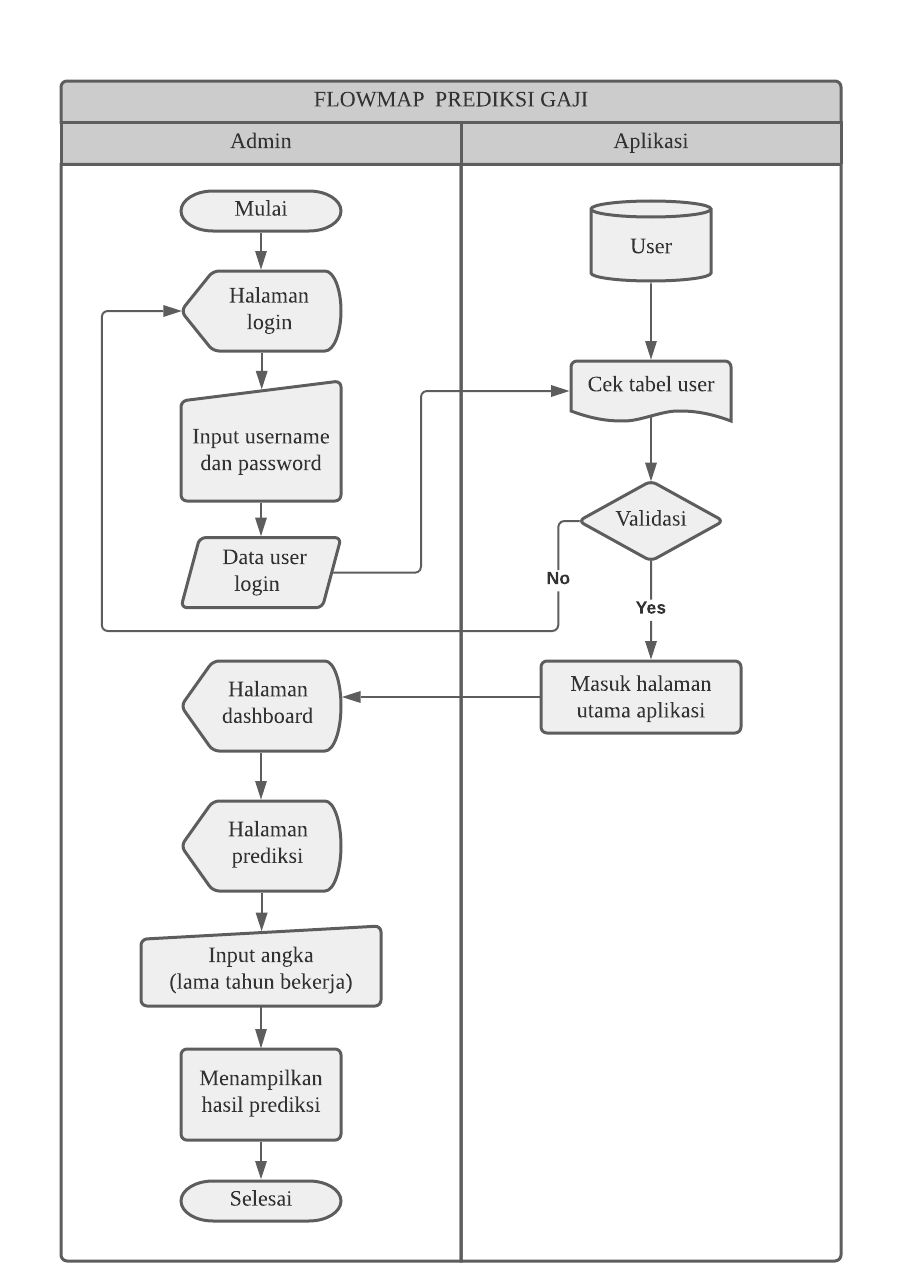 FLOWMAP  PREDIKSI GAJI
Admin
Aplikasi
Mulai
User
Halaman
login
Cek tabel user
Input username
dan password
Validasi
Data user
login
No
Yes
Masuk halaman
utama aplikasi
Halaman
dashboard
Halaman
prediksi
Input angka
(lama tahun bekerja)
Menampilkan
hasil prediksi
Selesai